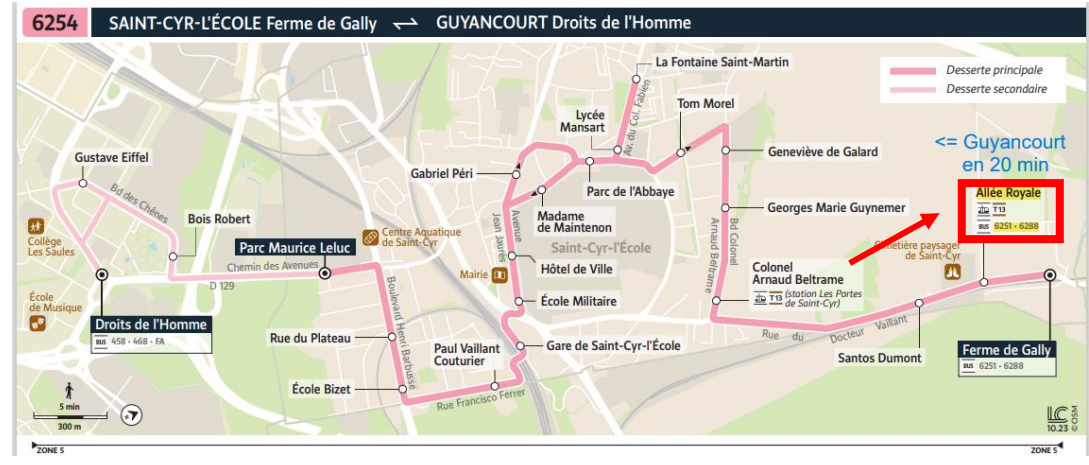 6254 SAINT-CYR-L'ÉCOLE Ferme de Gally ⇌ GUYANCOURT Droits de l'Homme
La Fontaine Saint-Martin
Desserte principale
Desserte secondaire
Av. du Col. Fabien
Tom Morel
Lycée
Mansart
<= Guyancourt
en 20 min
Gustave Eiffel
Gabriel Péri
Geneviève de Galard
Parc de l'Abbaye
Allée Royale
T13
BUS 6251 • 6288
Bd des Chênes
Bois Robert
Madame
de Maintenon
Georges Marie Guynemer
Collège
Les Saules
Parc Maurice Leluc
Centre Aquatique
de Saint-Cyr
Avenue
Jean Jaurès
Saint-Cyr-l'École
Bd Colonel
Arnaud Beltrame
Cimetière paysager
de Saint-Cyr
Chemin des Avenues
D 129
Mairie
Hôtel de Ville
Colonel
Arnaud Beltrame
T13 (station Les Portes
de Saint-Cyr)
École
de Musique
École Militaire
Boulevard Henri Barbusse
Droits de l'Homme
BUS 458 • 468 • FA
Rue du Plateau
Paul Vaillant
Couturier
Gare de Saint-Cyr-l'École
Rue du Docteur Vaillant
Santos Dumont
Ferme de Gally
BUS 6251 • 6288
École Bizet
Rue Francisco Ferrer
5 min
300 m
LC
10.23
© OSM
ZONE 5
ZONE 5